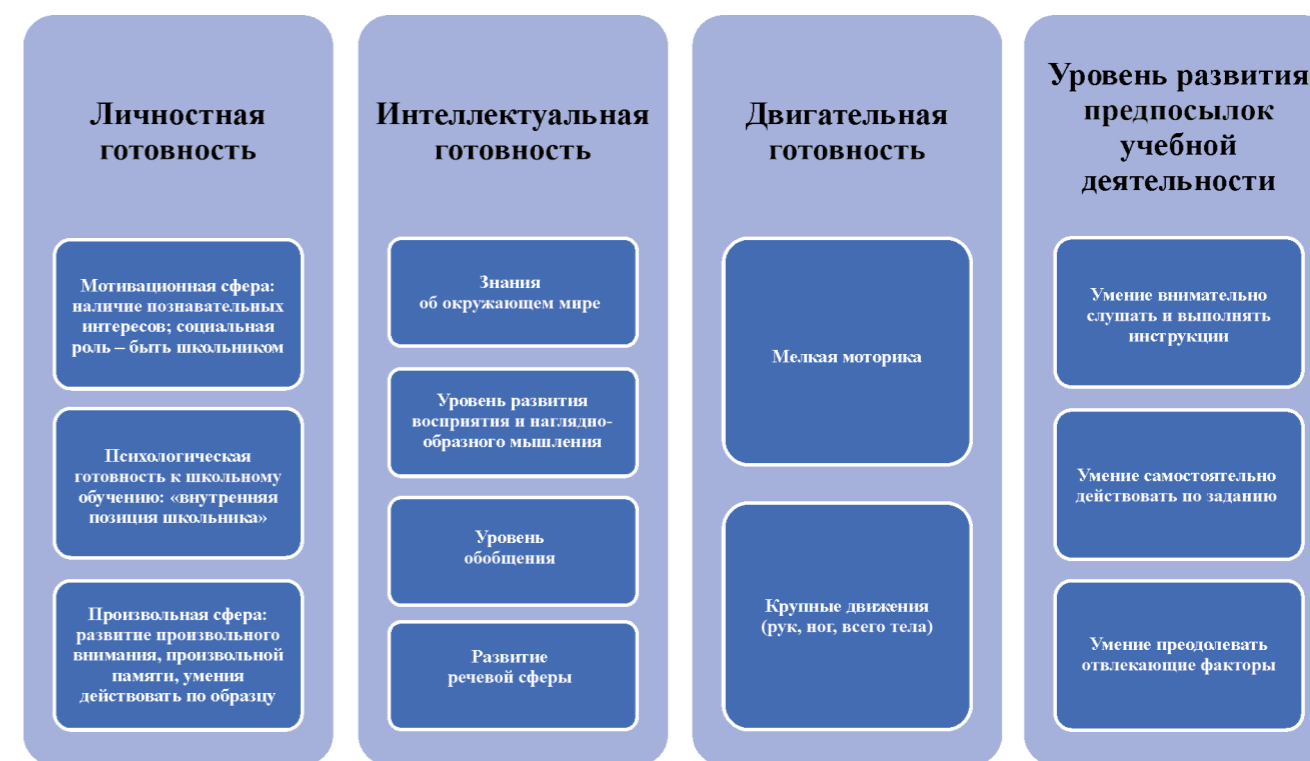 Личностная
готовность
Мотивационная сфера:
наличие познавательных
интересов; социальная
роль – быть школьником
Психологическая
готовность к школьному
обучению: «внутренняя
позиция школьника»
Произвольная сфера:
развитие произвольного
внимания, произвольной
памяти, умения
действовать по образцу
Интеллектуальная
готовность
Знания
об окружающем мире
Уровень развития
восприятия и наглядно-
образного мышления
Уровень
обобщения
Развитие
речевой сферы
Двигательная
готовность
Мелкая моторика
Крупные движения
(рук, ног, всего тела)
Уровень развития
предпосылок
учебной
деятельности
Умение внимательно
слушать и выполнять
инструкции
Умение самостоятельно
действовать по заданию
Умение преодолевать
отвлекающие факторы